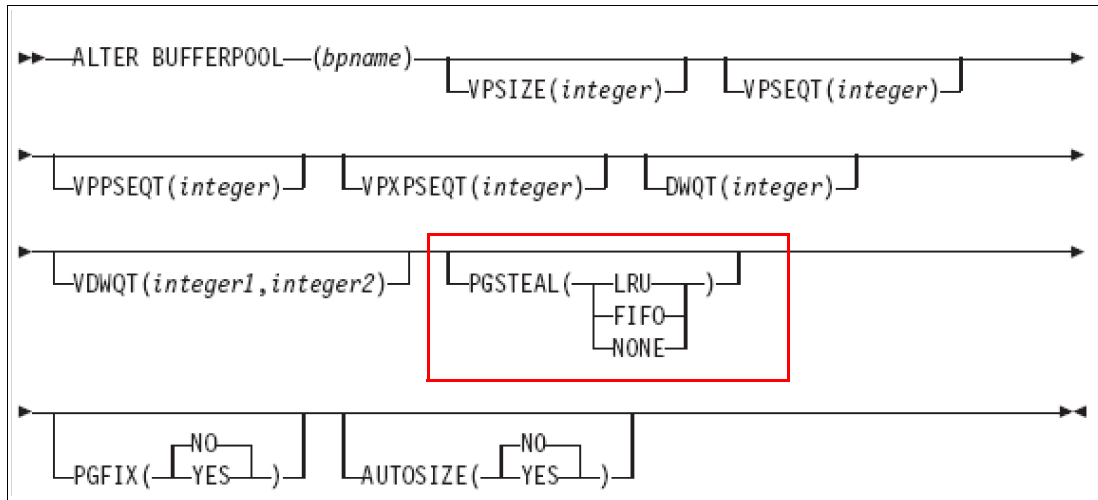 ALTER BUFFERPOOL (bpname)
VPSIZE(integer) VPSEQT(integer)
VPPSEQT(integer) VPXPSEQT(integer) DWQT(integer)
VDWQT(integer1,integer2) PGSTEAL( LRU )
FIFO
NONE
NO NO
PGFIX( YES ) AUTOSIZE( YES )